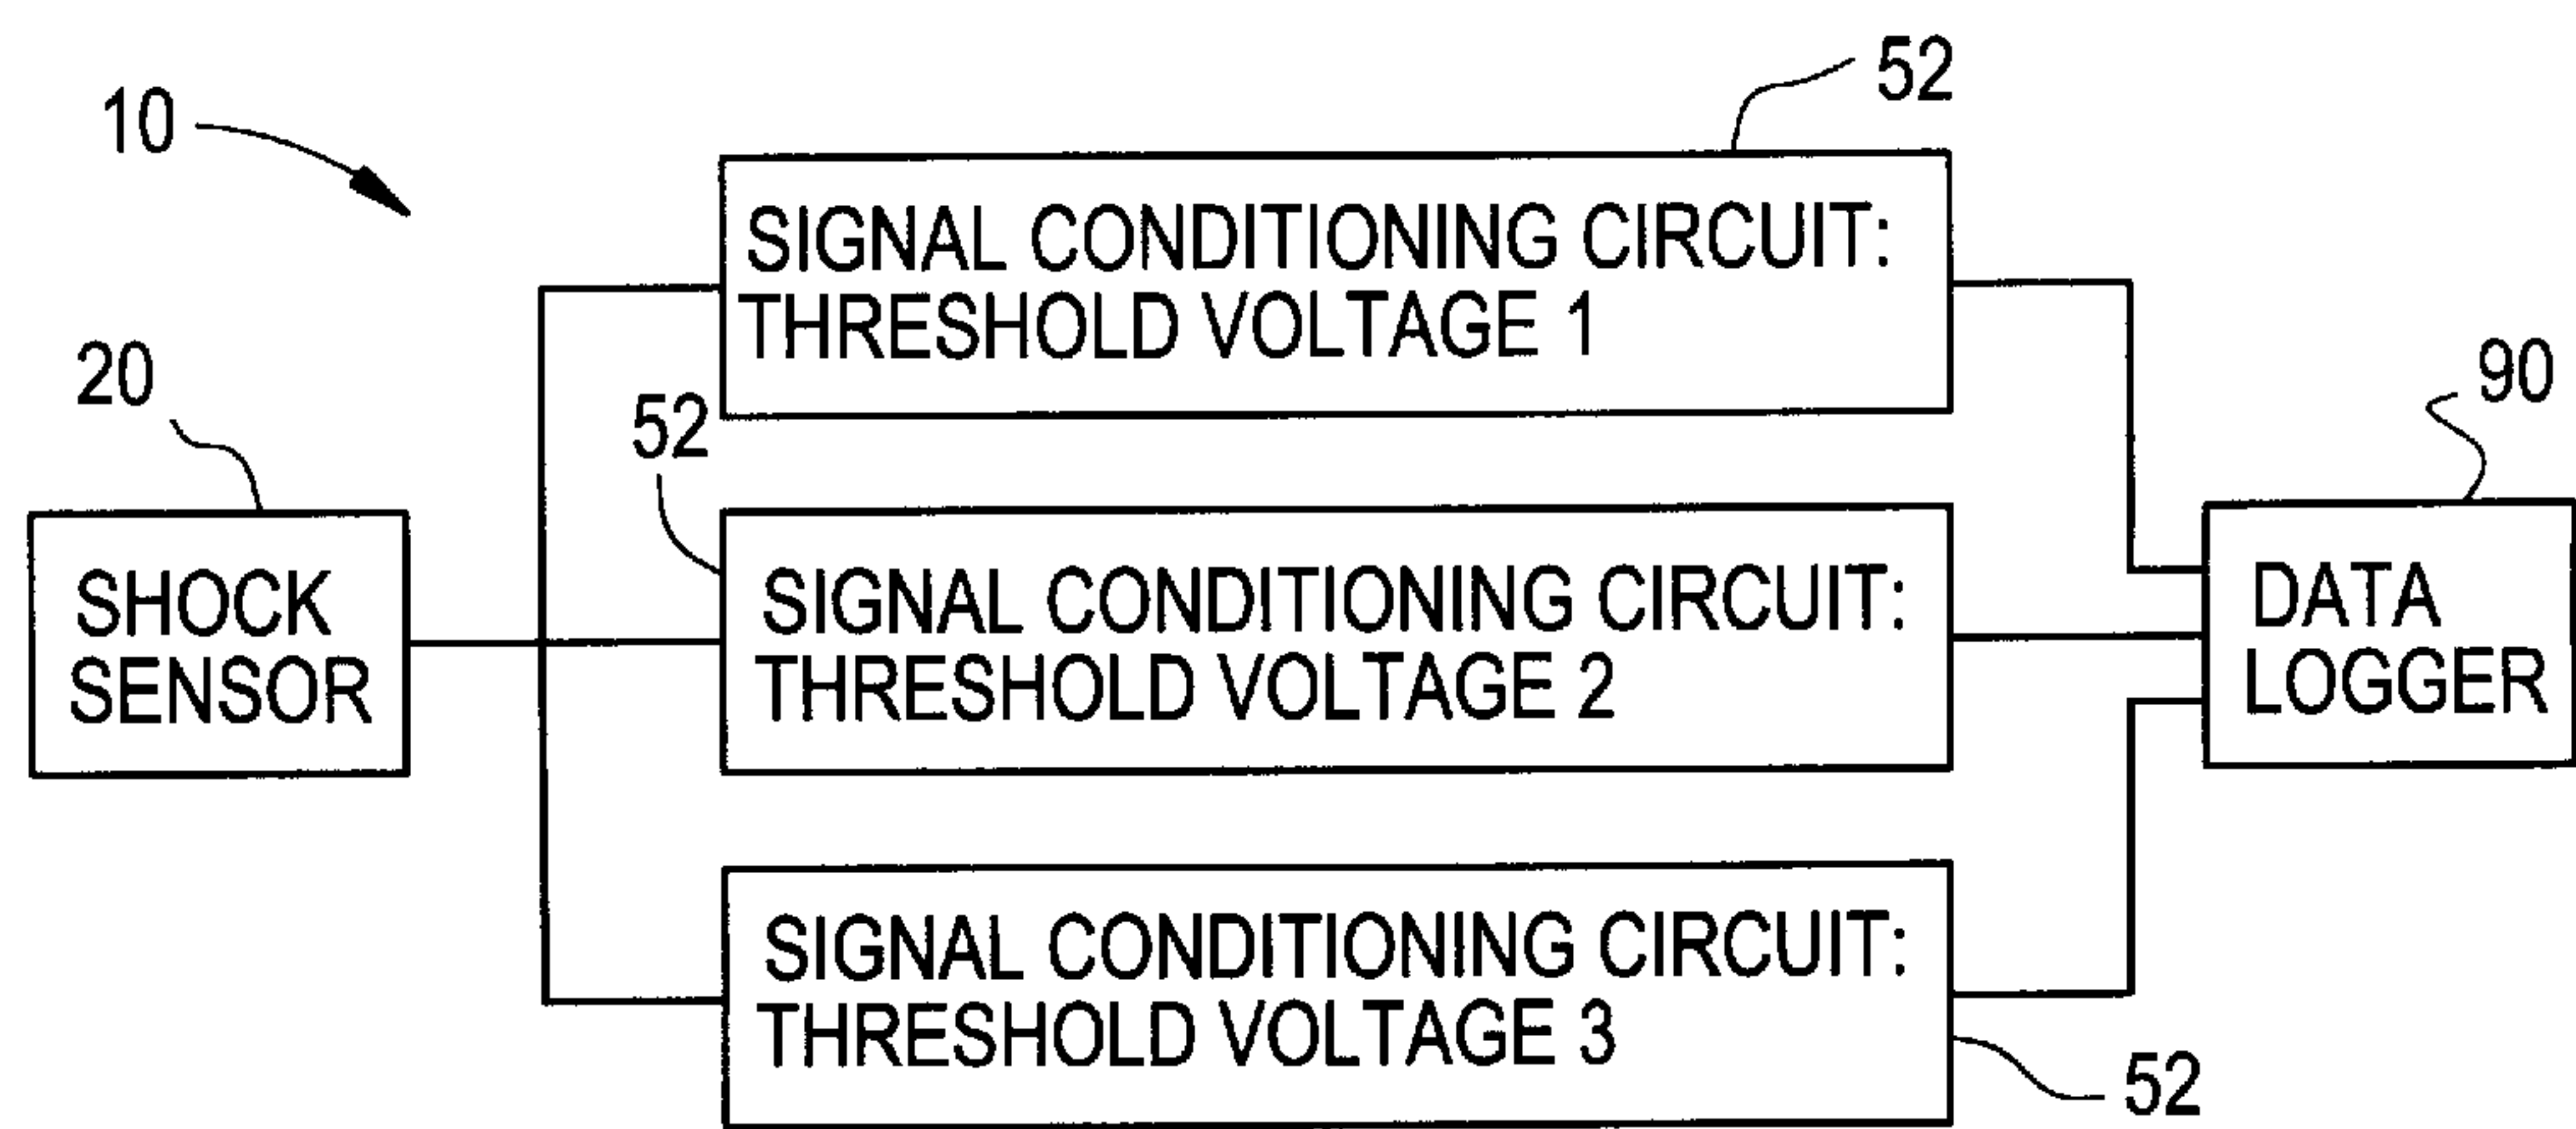 10
52
SIGNAL CONDITIONING CIRCUIT:
THRESHOLD VOLTAGE 1
20
52
90
SHOCK
SENSOR
SIGNAL CONDITIONING CIRCUIT:
THRESHOLD VOLTAGE 2
DATA
LOGGER
SIGNAL CONDITIONING CIRCUIT:
THRESHOLD VOLTAGE 3
52